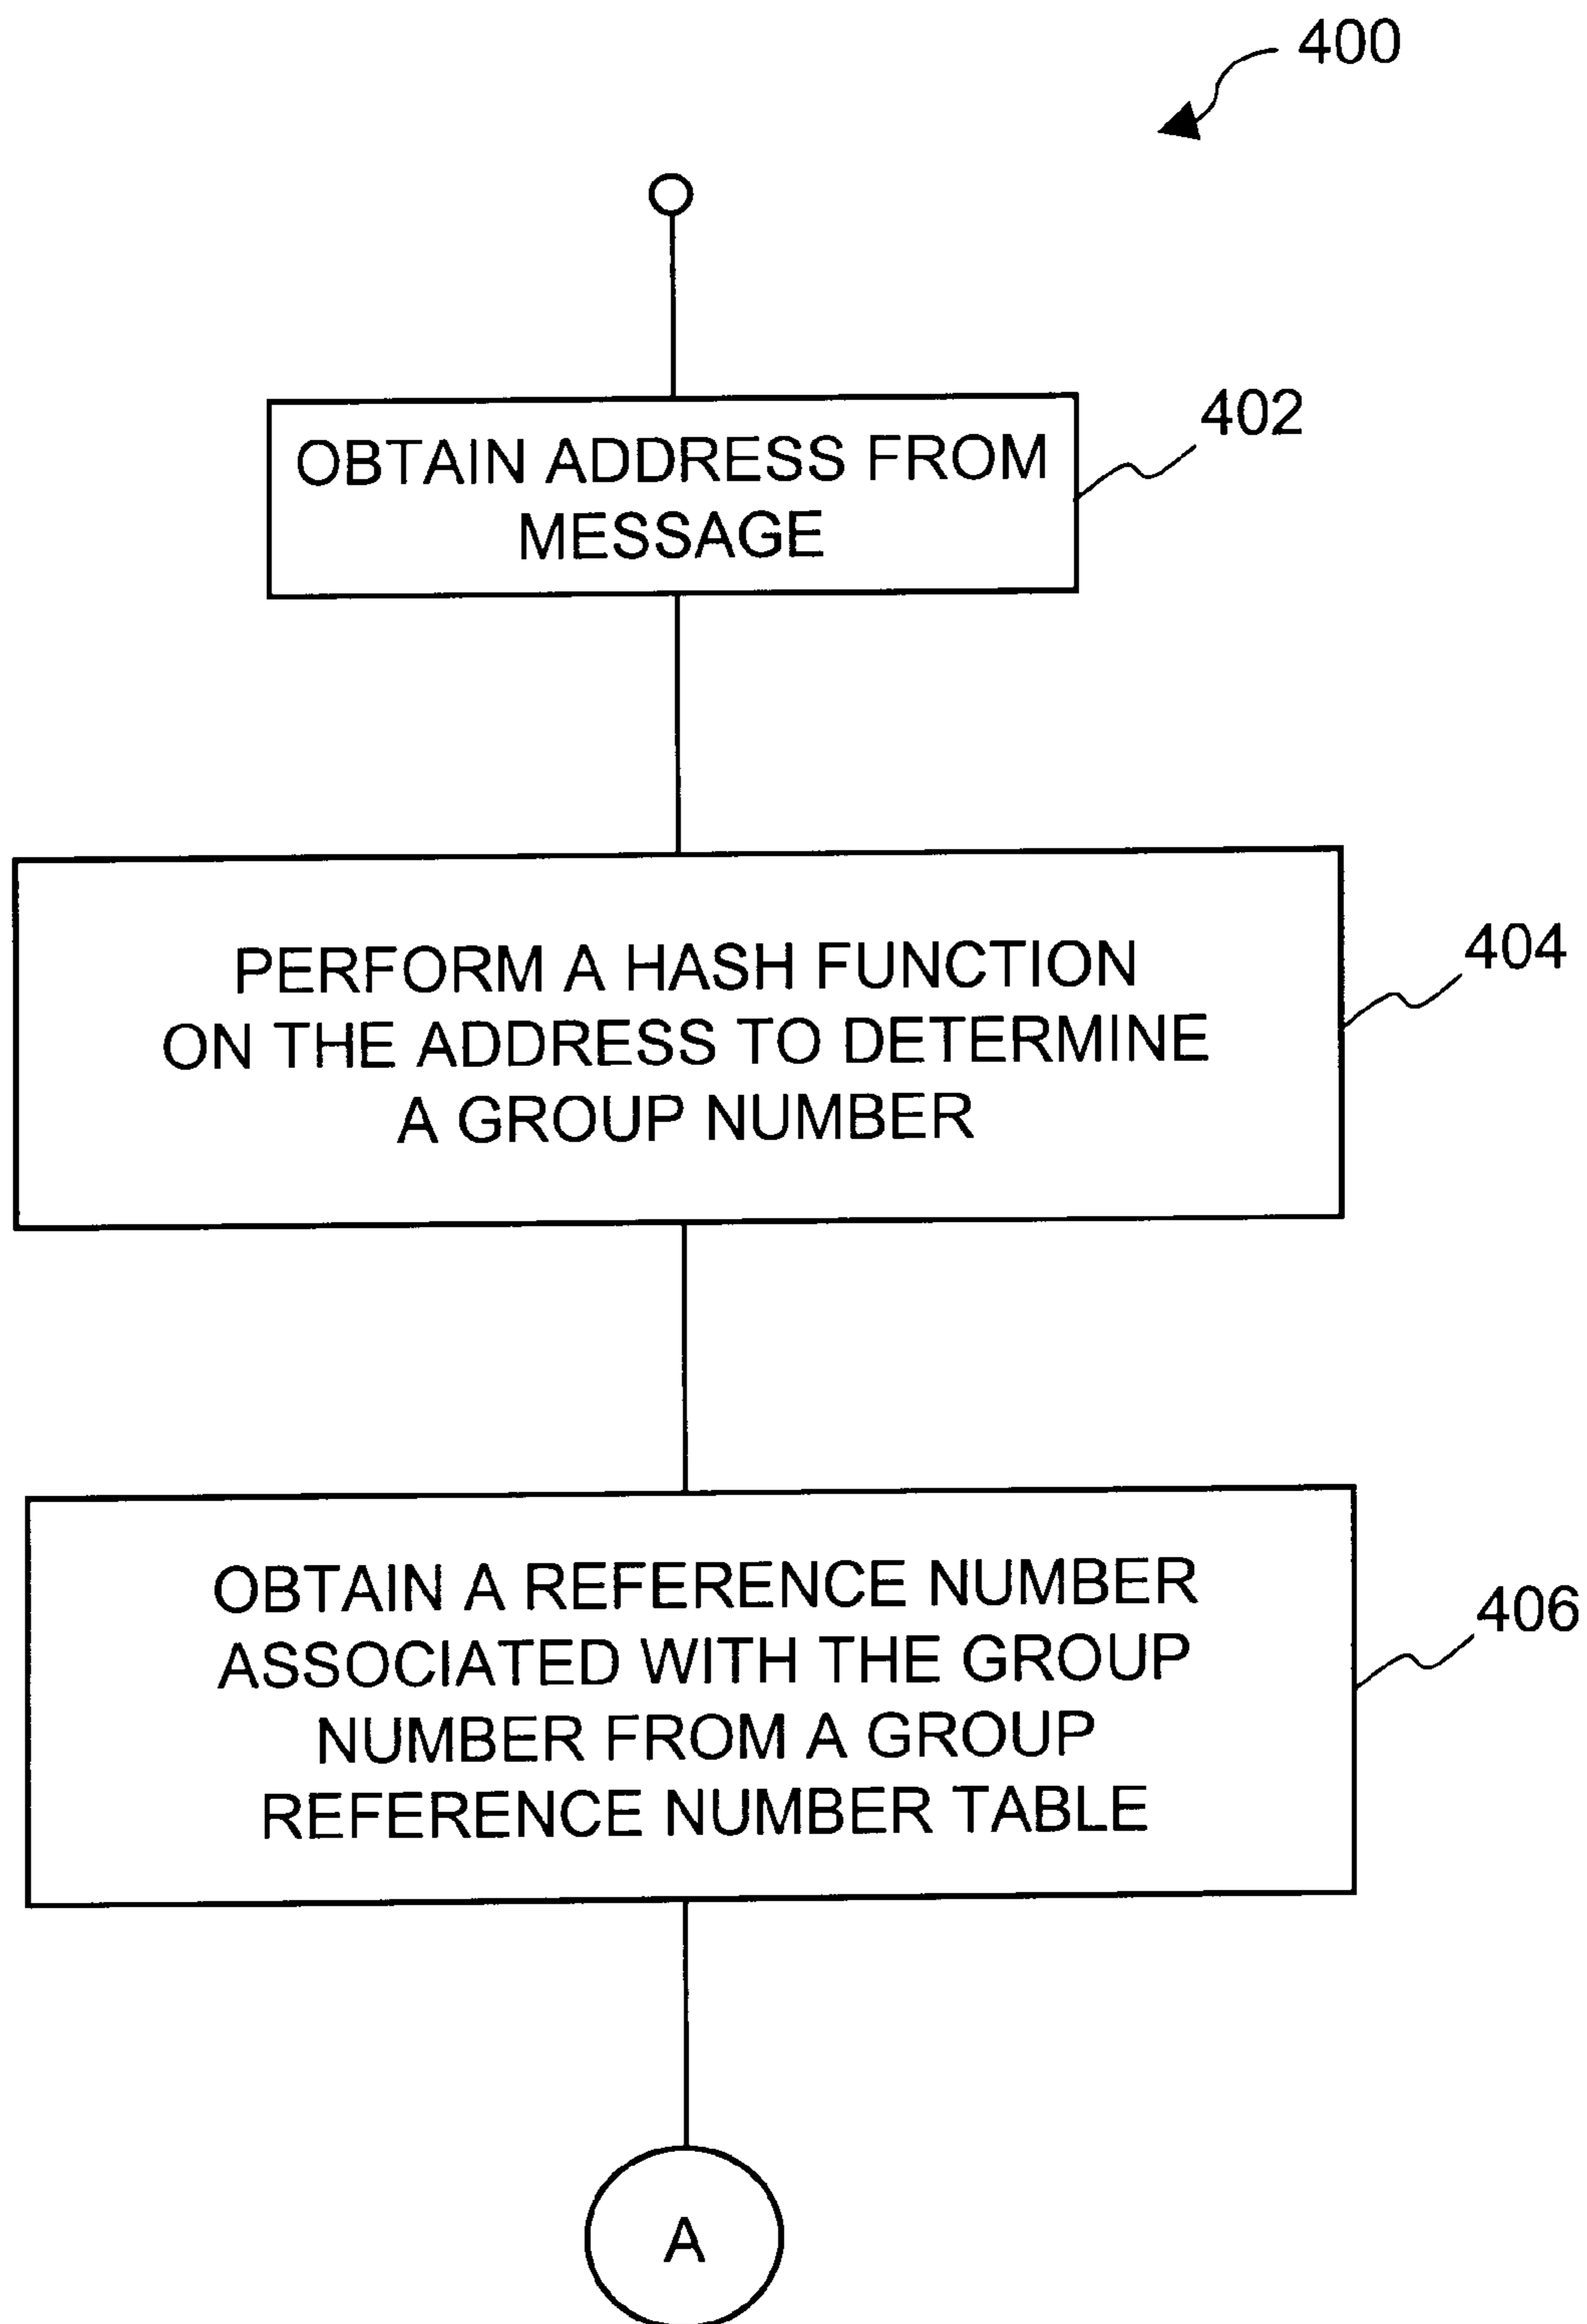 400
OBTAIN ADDRESS FROM
MESSAGE
402
PERFORM A HASH FUNCTION
ON THE ADDRESS TO DETERMINE
A GROUP NUMBER
404
OBTAIN A REFERENCE NUMBER
ASSOCIATED WITH THE GROUP
NUMBER FROM A GROUP
REFERENCE NUMBER TABLE
406
A